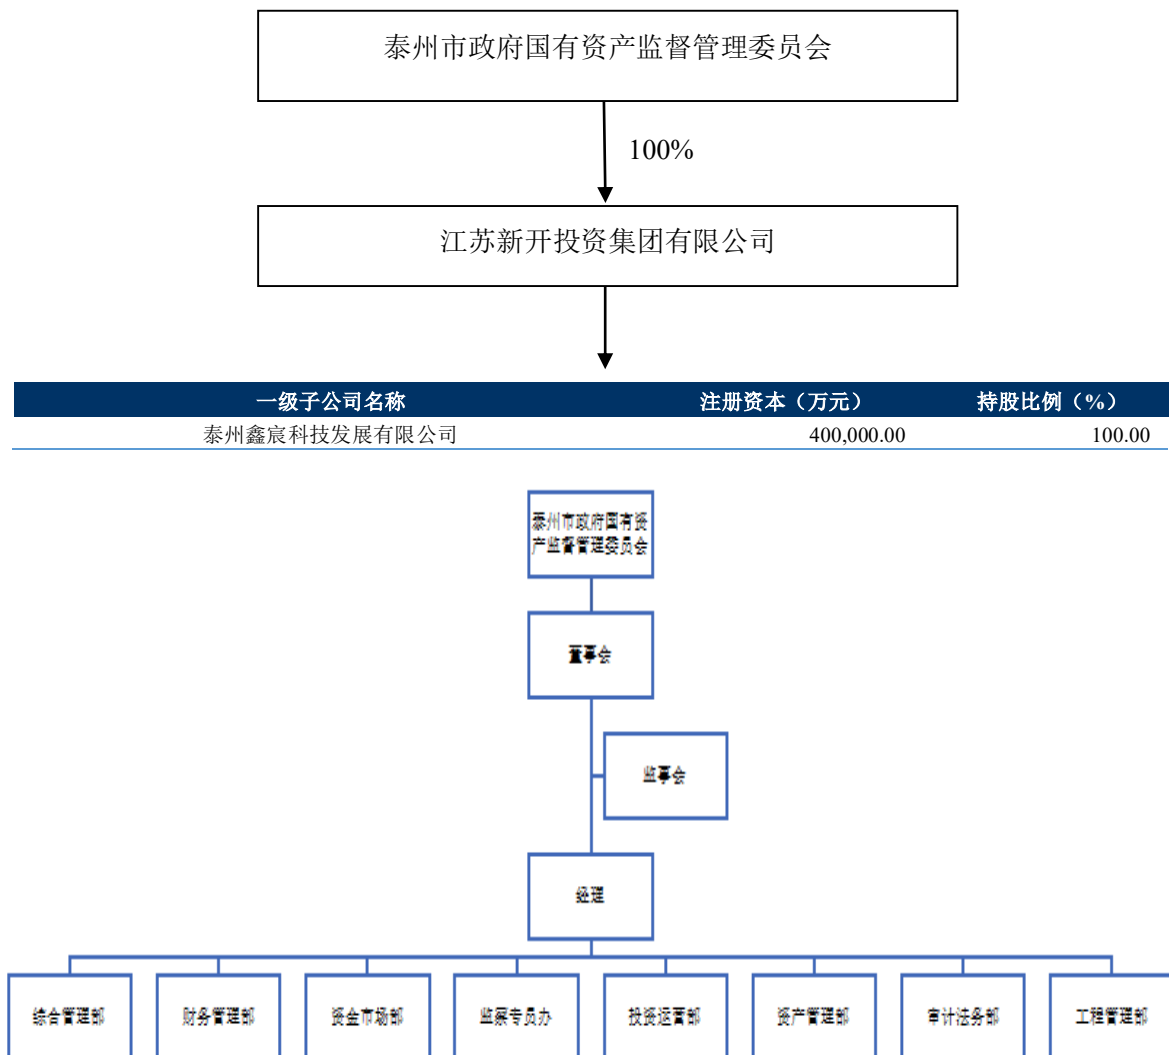 泰州市政府国有资产监督管理委员会
100%
江苏新开投资集团有限公司
一级子公司名称 注册资本（万元） 持股比例（%）
泰州鑫宸科技发展有限公司 400,000.00 100.00
泰州市政府国有资
产监督管理委员会
董事会
监事会
经理
综合管理部 财务管理部 资金市场部 监察专员办 投资运营部 资产管理部 审计法务部 工程管理部